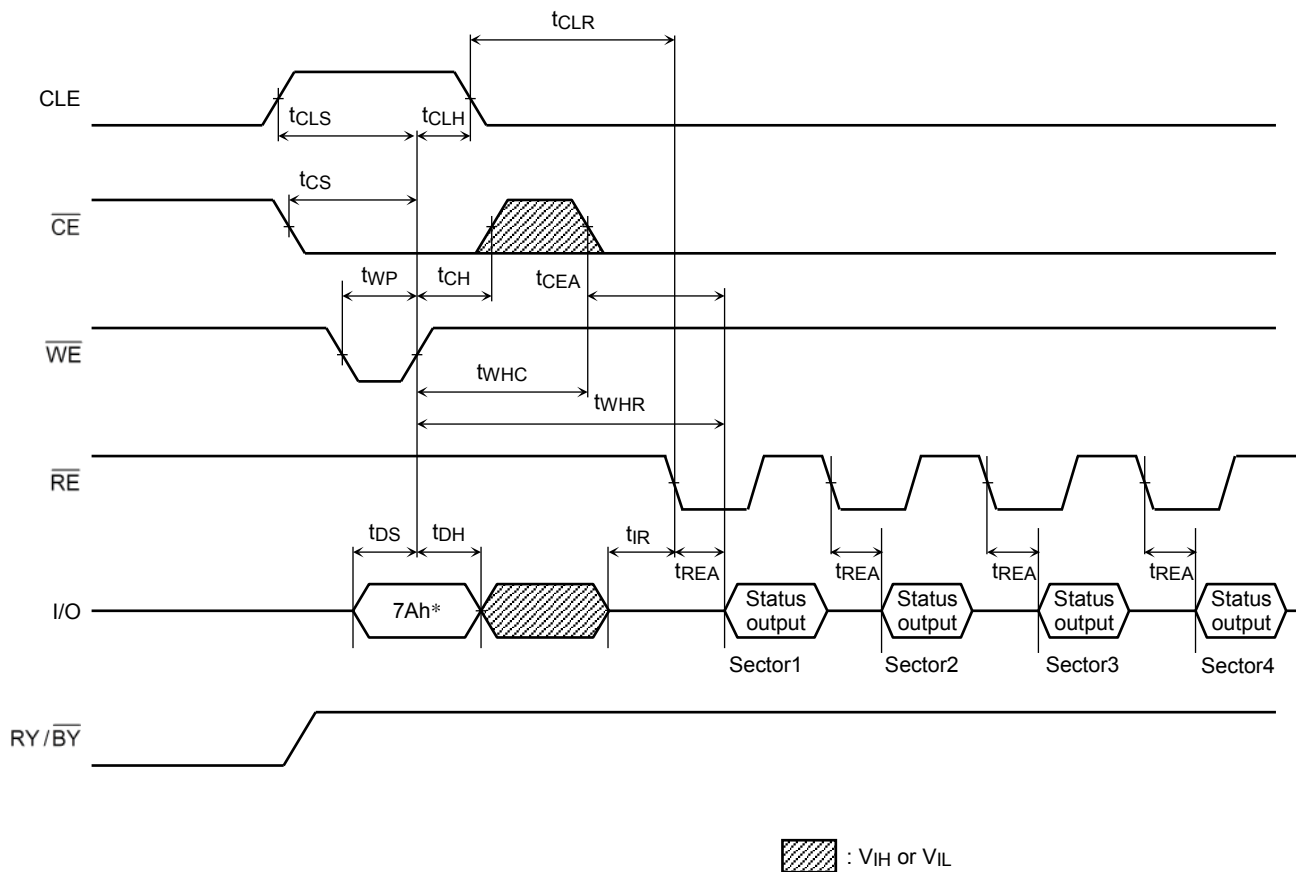 tCLR
CLE
tCLS
tCLH
tCS
CE
tWP
tCH
tCEA
WE
tWHC
tWHR
RE
tDS
tDH
tIR
tREA
tREA
tREA
tREA
I/O
7Ah*
Status
output
Status
output
Status
output
Status
output
Sector1
Sector2
Sector3
Sector4
RY/BY
: VIH or VIL